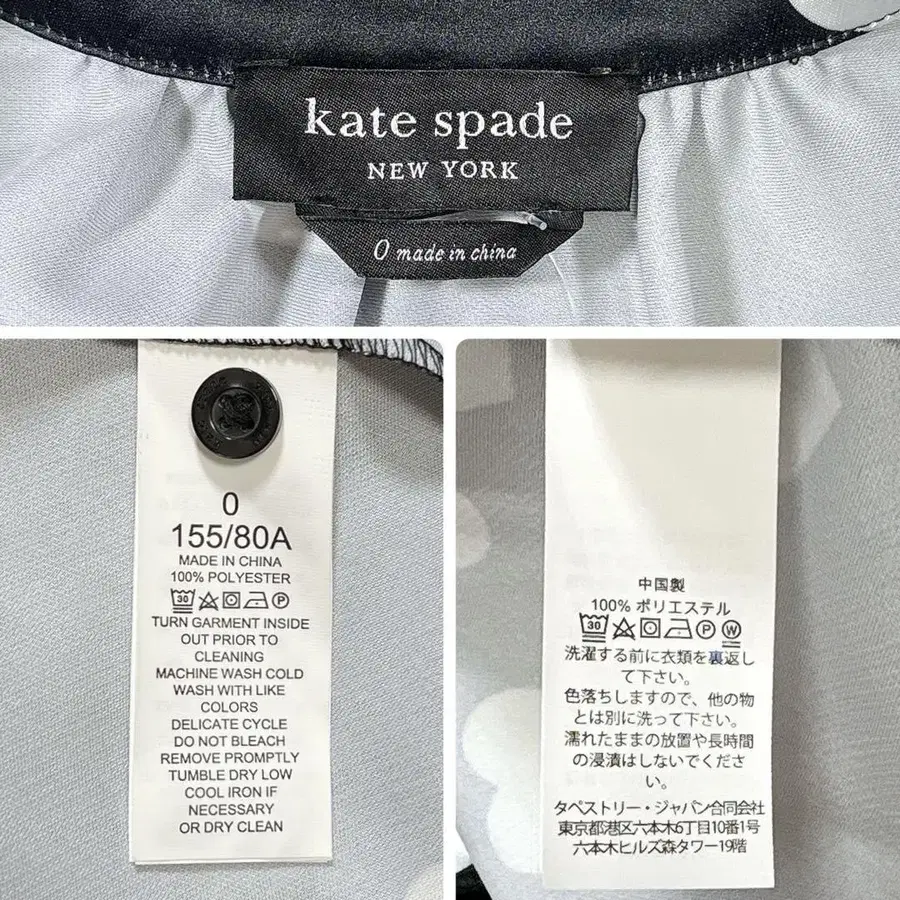 kate spade
NEW YORK
0 made in china
0
155/80A
MADE IN CHINA
100% POLYESTER
30 P
TURN GARMENT INSIDE
OUT PRIOR TO
CLEANING
MACHINE WASH COLD
WASH WITH LIKE
COLORS
DELICATE CYCLE
DO NOT BLEACH
REMOVE PROMPTLY
TUMBLE DRY LOW
COOL IRON IF
NECESSARY
OR DRY CLEAN
中国製
100% ポリエステル
30 P W
洗濯する前に衣類を裏返し
て下さい。
色落ちしますので、他の物
とは別に洗って下さい。
濡れたままの放置や長時間
の浸漬はしないでくださ
い。
タペストリー・ジャパン合同会社
東京都港区六本木6丁目10番1号
六本木ヒルズ森タワー19階